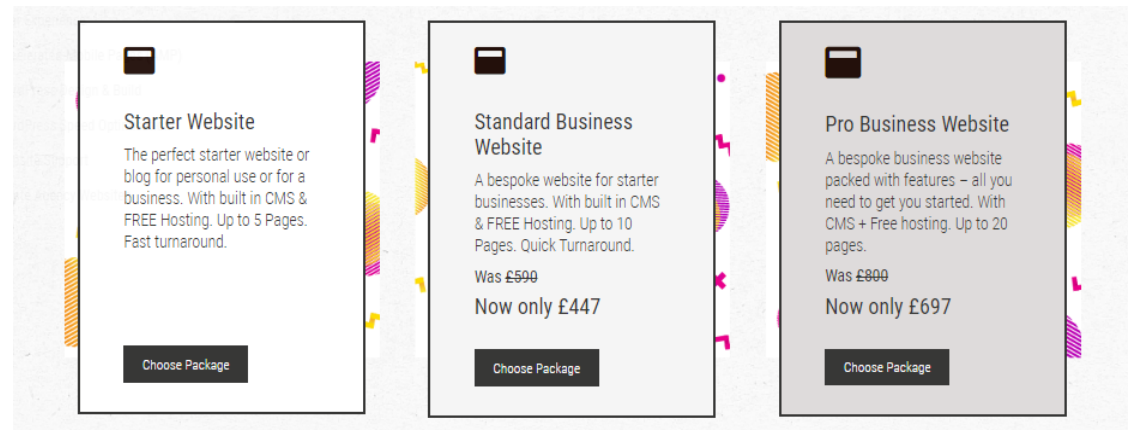 Starter Website
The perfect starter website or
blog for personal use or for a
business. With built in CMS &
FREE Hosting. Up to 5 Pages.
Fast turnaround.
Choose Package
Standard Business
Website
A bespoke website for starter
businesses. With built in CMS
& FREE Hosting. Up to 10
Pages. Quick Turnaround.
Was £590
Now only £447
Choose Package
Pro Business Website
A bespoke business website
packed with features – all you
need to get you started. With
CMS + Free hosting. Up to 20
pages.
Was £800
Now only £697
Choose Package